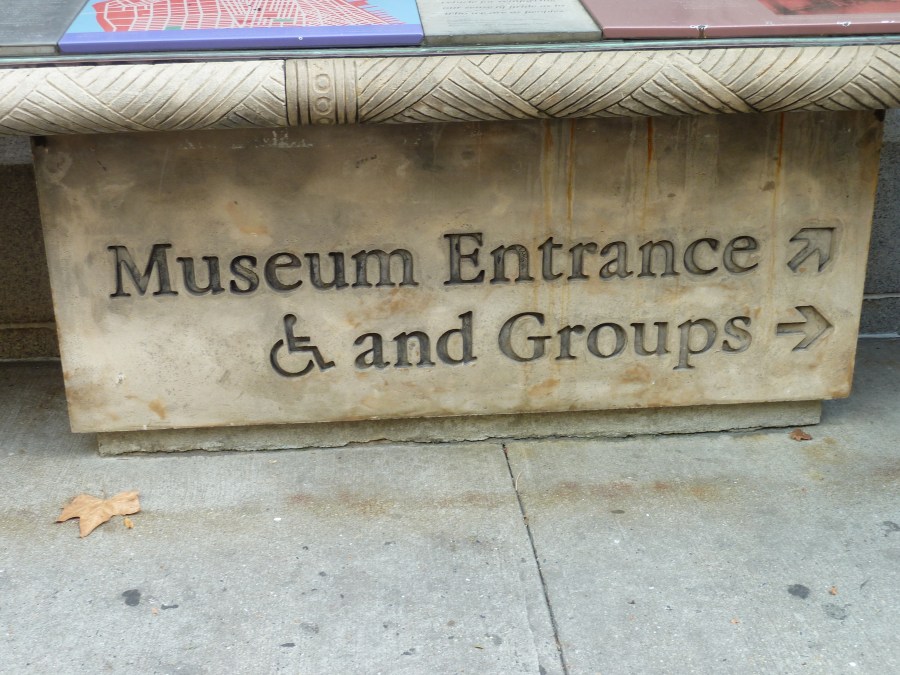 Museum Entrance
and Groups